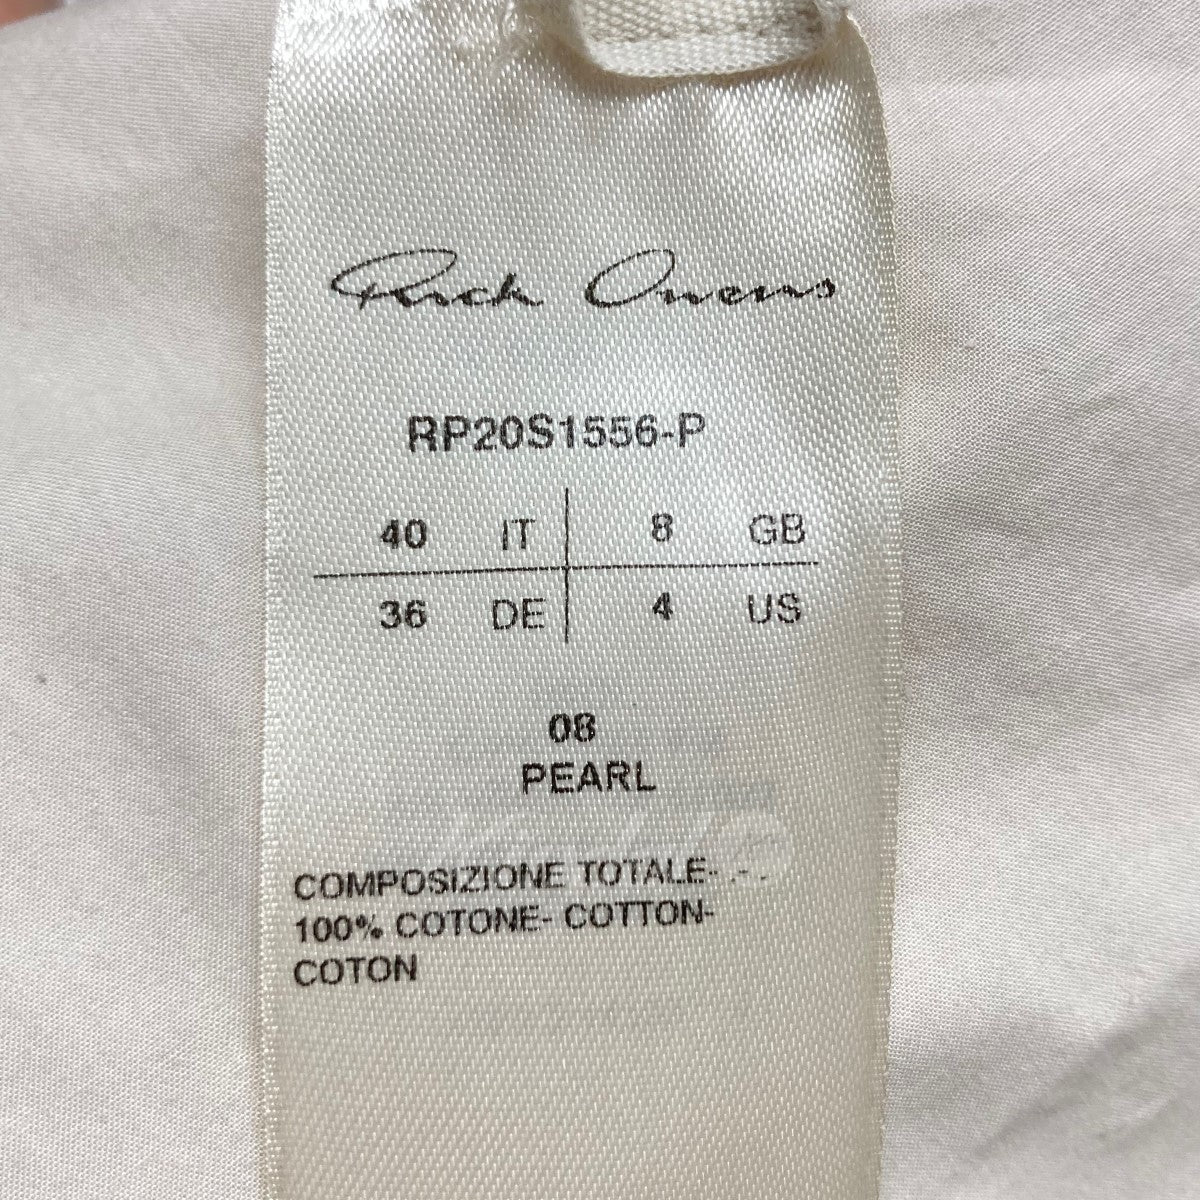 Rick Owens
RP20S1556-P
40 IT 8 GB
36 DE 4 US
08
PEARL
COMPOSIZIONE TOTALE-
100% COTONE- COTTON-
COTON